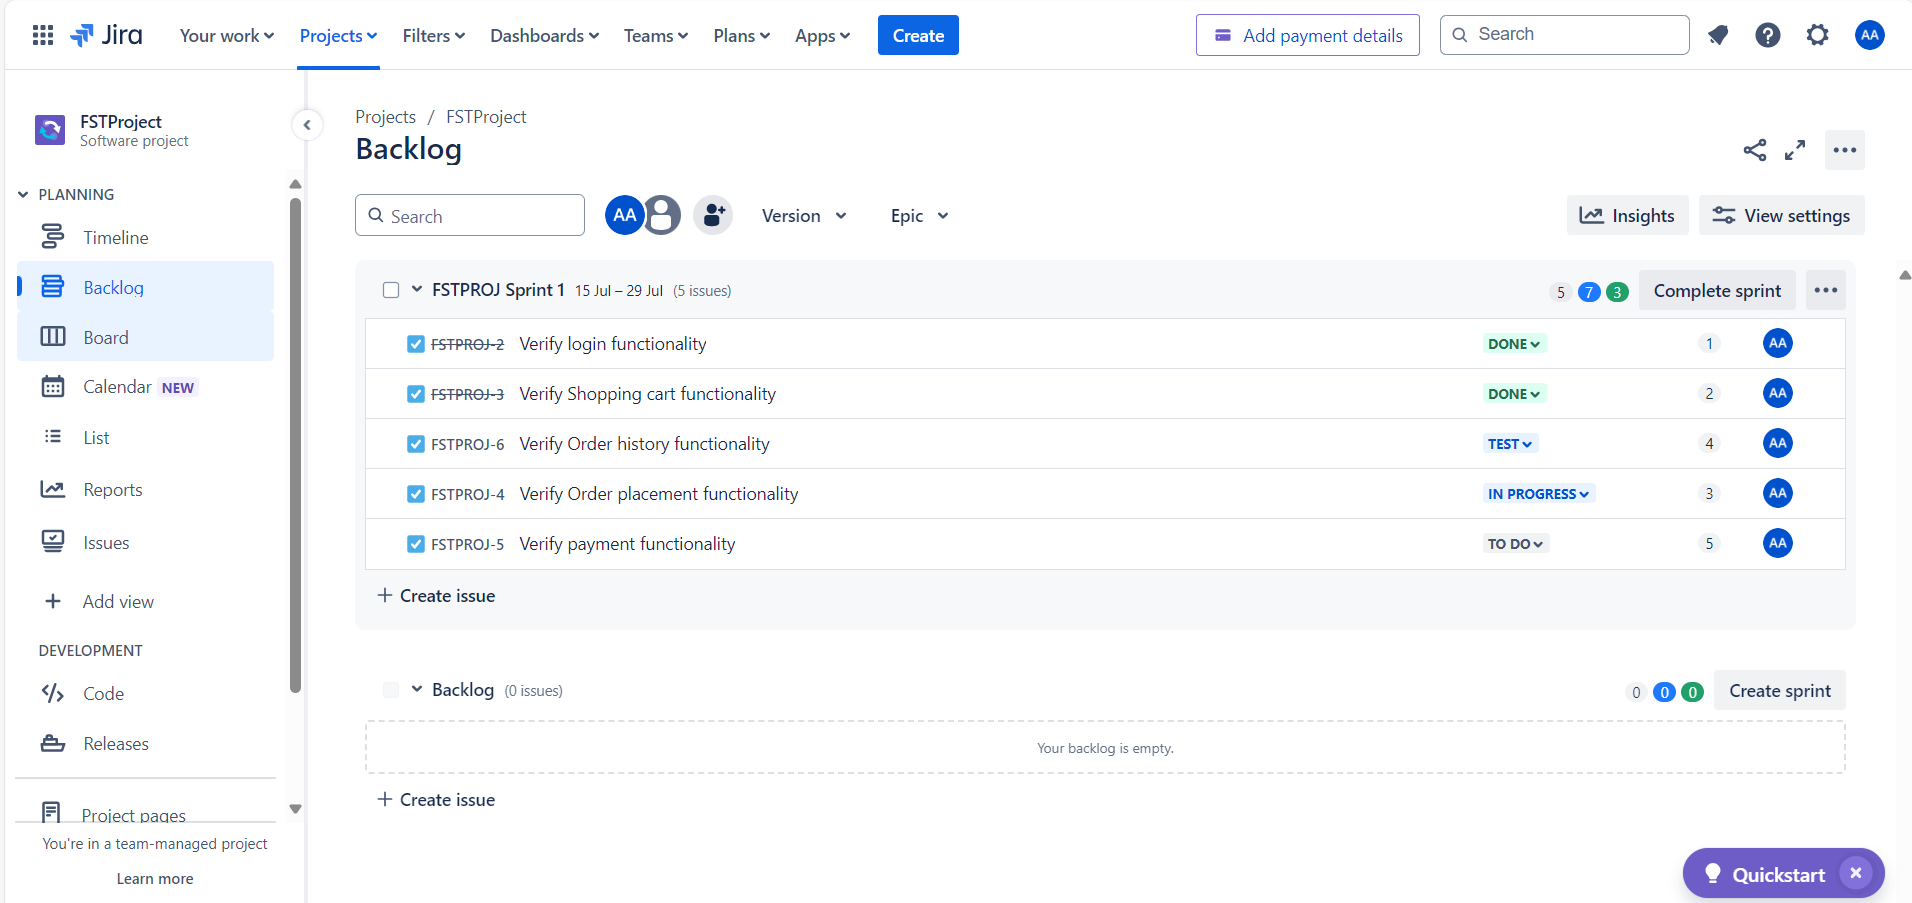 Jira Your work Projects Filters Dashboards Teams Plans Apps Create Add payment details Search AA
FSTProject
Software project
PLANNING
Timeline
Backlog
Board
Calendar NEW
List
Reports
Issues
Add view
DEVELOPMENT
Code
Releases
Project pages
You're in a team-managed project
Learn more
Projects / FSTProject
Backlog
Search AA Version Epic Insights View settings
FSTPROJ Sprint 1 15 Jul – 29 Jul (5 issues) 5 7 3 Complete sprint
FSTPROJ-2 Verify login functionality DONE 1 AA
FSTPROJ-3 Verify Shopping cart functionality DONE 2 AA
FSTPROJ-6 Verify Order history functionality TEST 4 AA
FSTPROJ-4 Verify Order placement functionality IN PROGRESS 3 AA
FSTPROJ-5 Verify payment functionality TO DO 5 AA
+ Create issue
Backlog (0 issues) 0 0 0 Create sprint
Your backlog is empty.
+ Create issue
Quickstart